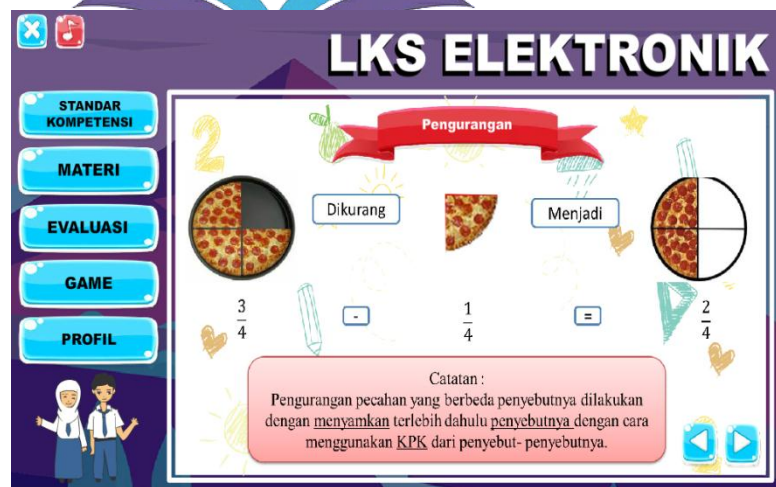 LKS ELEKTRONIK
STANDAR
KOMPETENSI
MATERI
EVALUASI
GAME
PROFIL
Pengurangan
2
Dikurang
Menjadi
3
4
-
1
4
=
2
4
Catatan :
Pengurangan pecahan yang berbeda penyebutnya dilakukan
dengan menyamkan terlebih dahulu penyebutnya dengan cara
menggunakan KPK dari penyebut- penyebutnya.